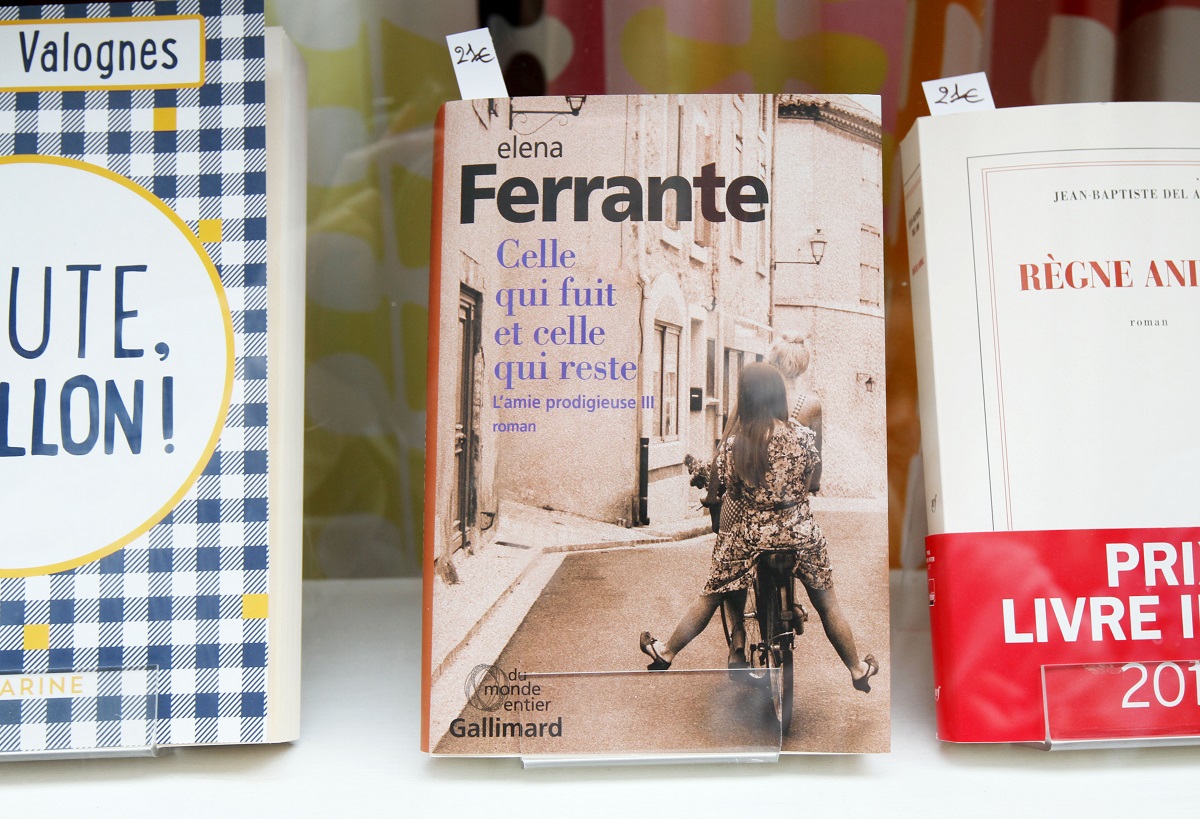 Valognes
UTE,
LLON!
ARINE
21€
elena
Ferrante
Celle
qui fuit
et celle
qui reste
L'amie prodigieuse III
roman
du
monde
entier
Gallimard
21€
JEAN-BAPTISTE DEL A
RÈGNE ANI
roman
PRIX
LIVRE I
201